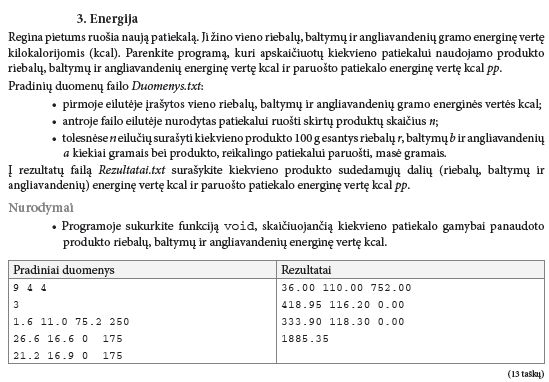 3. Energija
Regina pietums ruošia naują patiekalą. Ji žino vieno riebalų, baltymų ir angliavandenių gramo energinę vertę
kilokalorijomis (kcal). Parenkite programą, kuri apskaičiuotų kiekvieno patiekalui naudojamo produkto
riebalų, baltymų ir angliavandenių energinę vertę kcal ir paruošto patiekalo energinę vertę kcal pp.
Pradinių duomenų failo Duomenys.txt:
• pirmoje eilutėje įrašytos vieno riebalų, baltymų ir angliavandenių gramo energinės vertės kcal;
• antroje failo eilutėje nurodytas patiekalui ruošti skirtų produktų skaičius n;
• tolesnėse n eilučių surašyti kiekvieno produkto 100 g esantys riebalų r, baltymų b ir angliavandenių
a kiekiai gramais bei produkto, reikalingo patiekalui paruošti, masė gramais.
Į rezultatų failą Rezultatai.txt surašykite kiekvieno produkto sudedamųjų dalių (riebalų, baltymų ir
angliavandenių) energinę vertę kcal ir paruošto patiekalo energinę vertę kcal pp.
Nurodymai
• Programoje sukurkite funkciją void, skaičiuojančią kiekvieno patiekalo gamybai panaudoto
produkto riebalų, baltymų ir angliavandenių energinę vertę kcal.
Pradiniai duomenys Rezultatai
9 4 4 36.00 110.00 752.00
3 418.95 116.20 0.00
1.6 11.0 75.2 250 333.90 118.30 0.00
26.6 16.6 0 175 1885.35
21.2 16.9 0 175
(13 taškų)